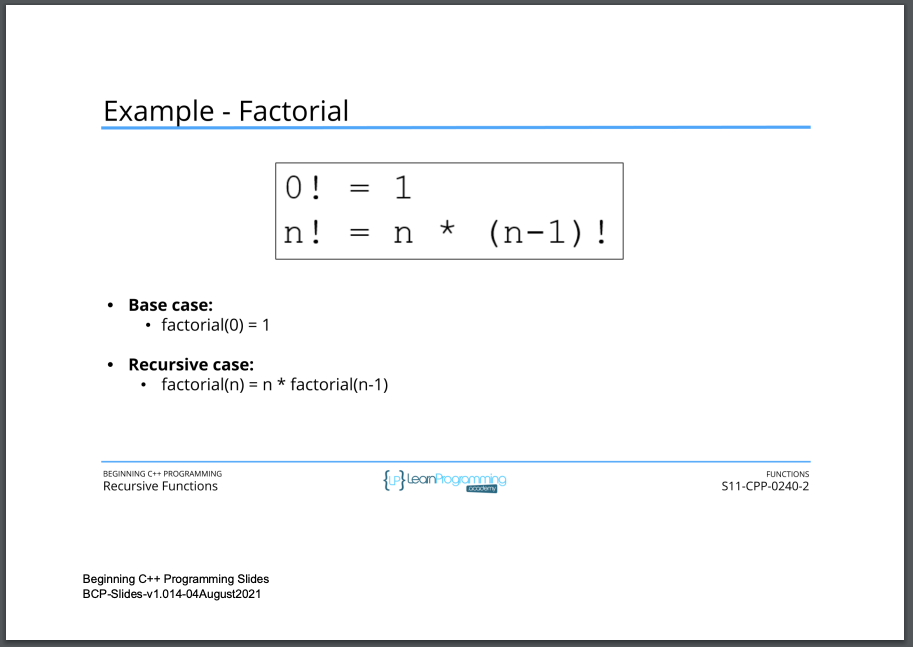 Example - Factorial
0! = 1
n! = n * (n-1)!
• Base case:
• factorial(0) = 1
• Recursive case:
• factorial(n) = n * factorial(n-1)
BEGINNING C++ PROGRAMMING
Recursive Functions
{LP} LearnProgramming
academy
FUNCTIONS
S11-CPP-0240-2
Beginning C++ Programming Slides
BCP-Slides-v1.014-04August2021